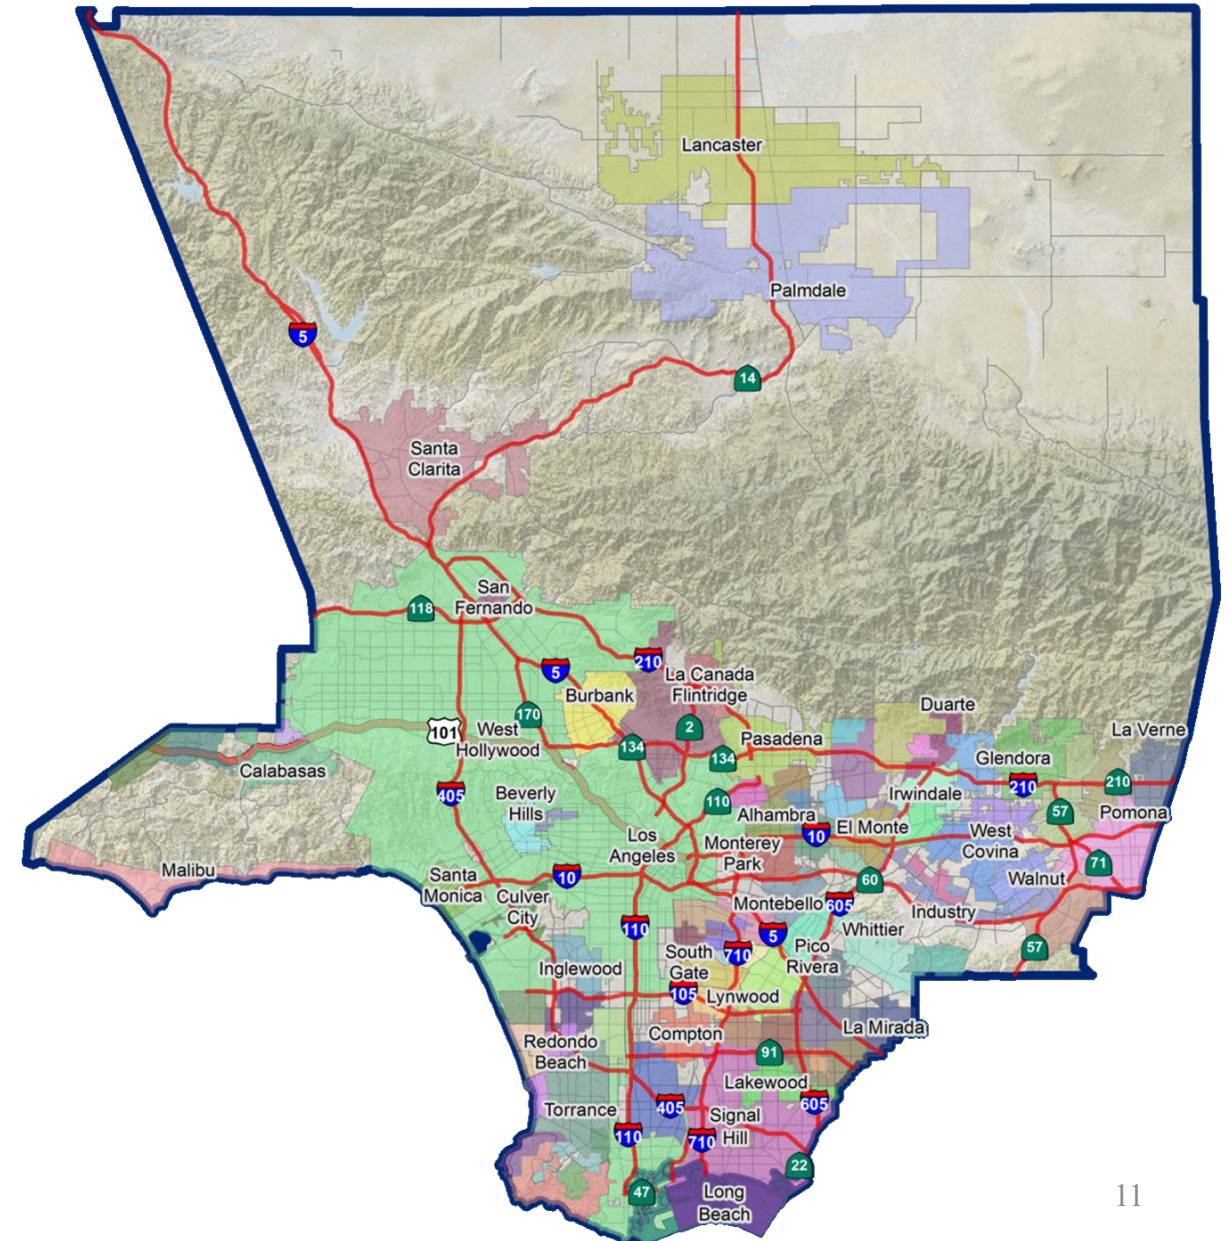 Lancaster
Palmdale
5
14
Santa
Clarita
San
Fernando
118
210
5
La Canada
Flintridge
Burbank
Duarte
170
2
101
West
Hollywood
134
134
Pasadena
La Verne
Glendora
Calabasas
405
Beverly
Hills
110
Irwindale
210
210
57
Pomona
Alhambra
10
El Monte
Los
Angeles
Monterey
Park
West
Covina
71
Malibu
Santa
Monica
10
60
Walnut
Culver
City
Montebello
605
Industry
110
5
Whittier
57
South
Gate
710
Pico
Rivera
Inglewood
105
Lynwood
Redondo
Beach
Compton
La Mirada
91
Lakewood
Torrance
405
Signal
Hill
605
110
710
22
47
Long
Beach
11